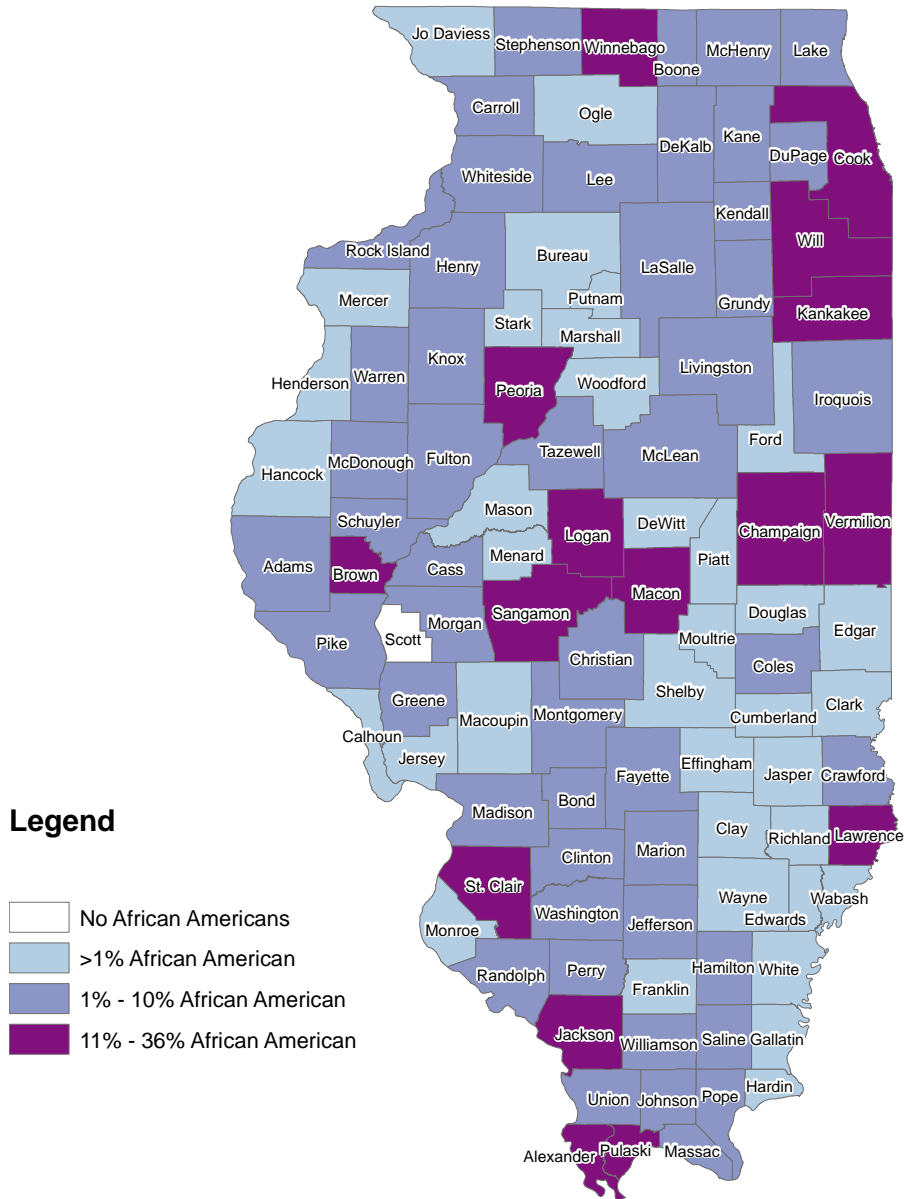 Jo Daviess
Stephenson
Winnebago
Boone
McHenry
Lake
Carroll
Ogle
DeKalb
Kane
DuPage
Cook
Whiteside
Lee
Kendall
Will
Rock Island
Henry
Bureau
LaSalle
Grundy
Putnam
Mercer
Stark
Marshall
Kankakee
Henderson
Warren
Knox
Peoria
Woodford
Livingston
Iroquois
Hancock
McDonough
Fulton
Tazewell
McLean
Ford
Mason
Schuyler
Logan
DeWitt
Champaign
Vermilion
Adams
Brown
Cass
Menard
Piatt
Macon
Sangamon
Pike
Scott
Morgan
Christian
Moultrie
Douglas
Edgar
Coles
Greene
Macoupin
Montgomery
Shelby
Cumberland
Clark
Calhoun
Jersey
Fayette
Effingham
Jasper
Crawford
Madison
Bond
Clay
Richland
Lawrence
Clinton
Marion
St. Clair
Washington
Jefferson
Wayne
Edwards
Wabash
Monroe
Randolph
Perry
Franklin
Hamilton
White
Jackson
Williamson
Saline
Gallatin
Union
Johnson
Pope
Hardin
Alexander
Pulaski
Massac
Legend
No African Americans
>1% African American
1% - 10% African American
11% - 36% African American